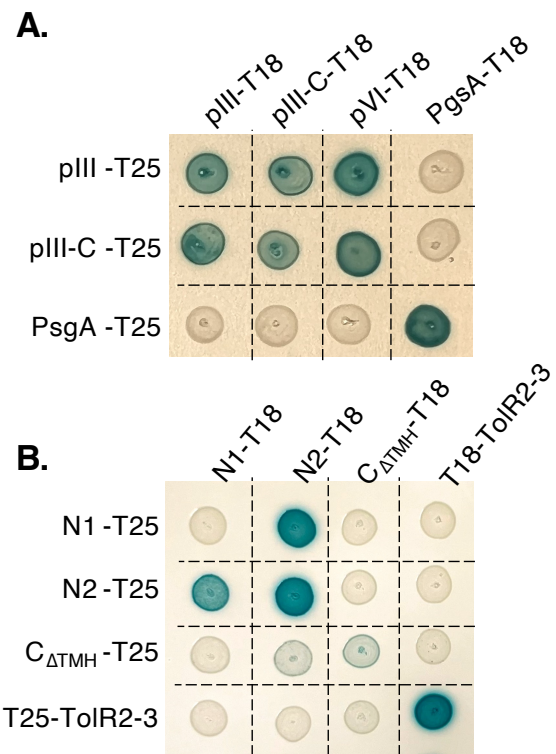 A.
pIII-T18
pIII-C-T18
pVI-T18
PgsA-T18
pIII -T25
pIII-C -T25
PsgA -T25
B.
N1-T18
N2-T18
CΔTMH-T18
T18-TolR2-3
N1 -T25
N2 -T25
CΔTMH -T25
T25-TolR2-3